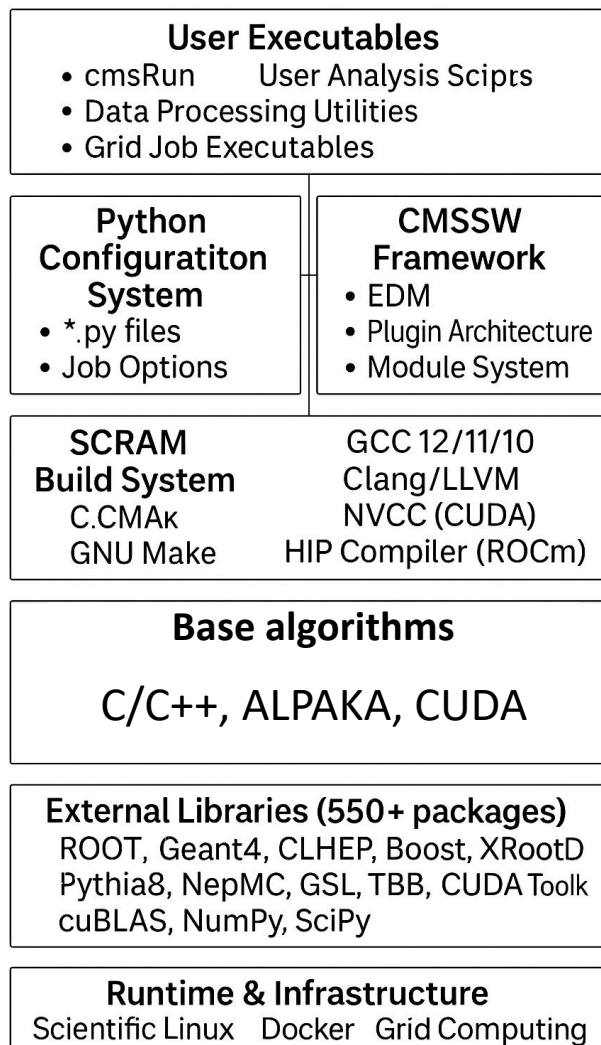 User Executables
• cmsRun User Analysis Scipts
• Data Processing Utilities
• Grid Job Executables
Python
Configuratiton
System
• *.py files
• Job Options
CMSSW
Framework
• EDM
• Plugin Architecture
• Module System
SCRAM
Build System
C.CMAĸ
GNU Make
GCC 12/11/10
Clang/LLVM
NVCC (CUDA)
HIP Compiler (ROCm)
Base algorithms
C/C++, ALPAKA, CUDA
External Libraries (550+ packages)
ROOT, Geant4, CLHEP, Boost, XRootD
Pythia8, NepMC, GSL, TBB, CUDA Toolk
cuBLAS, NumPy, SciPy
Runtime & Infrastructure
Scientific Linux Docker Grid Computing